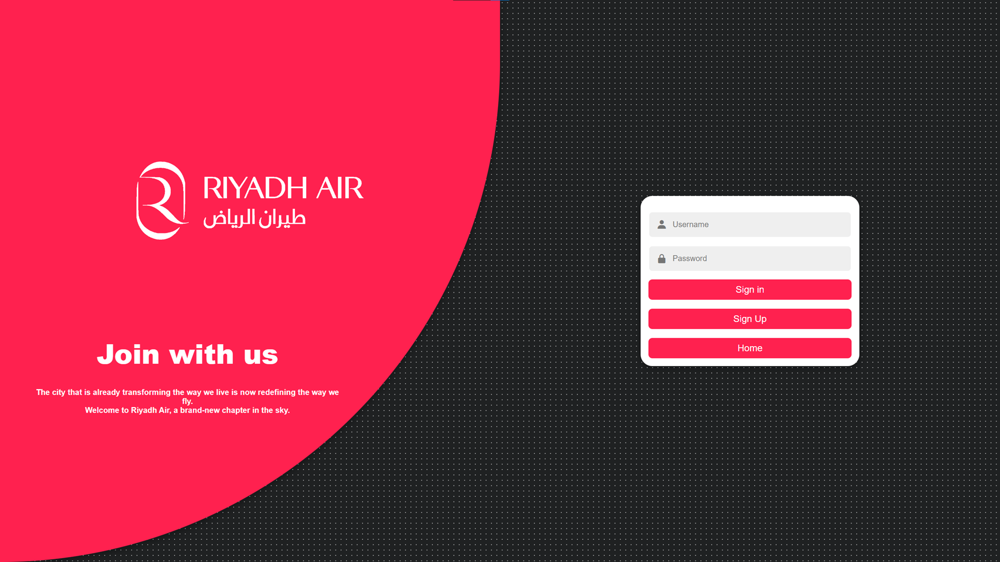 RIYADH AIR
طيران الرياض
Join with us
The city that is already transforming the way we live is now redefining the way we
fly.
Welcome to Riyadh Air, a brand-new chapter in the sky.
Username
Password
Sign in
Sign Up
Home